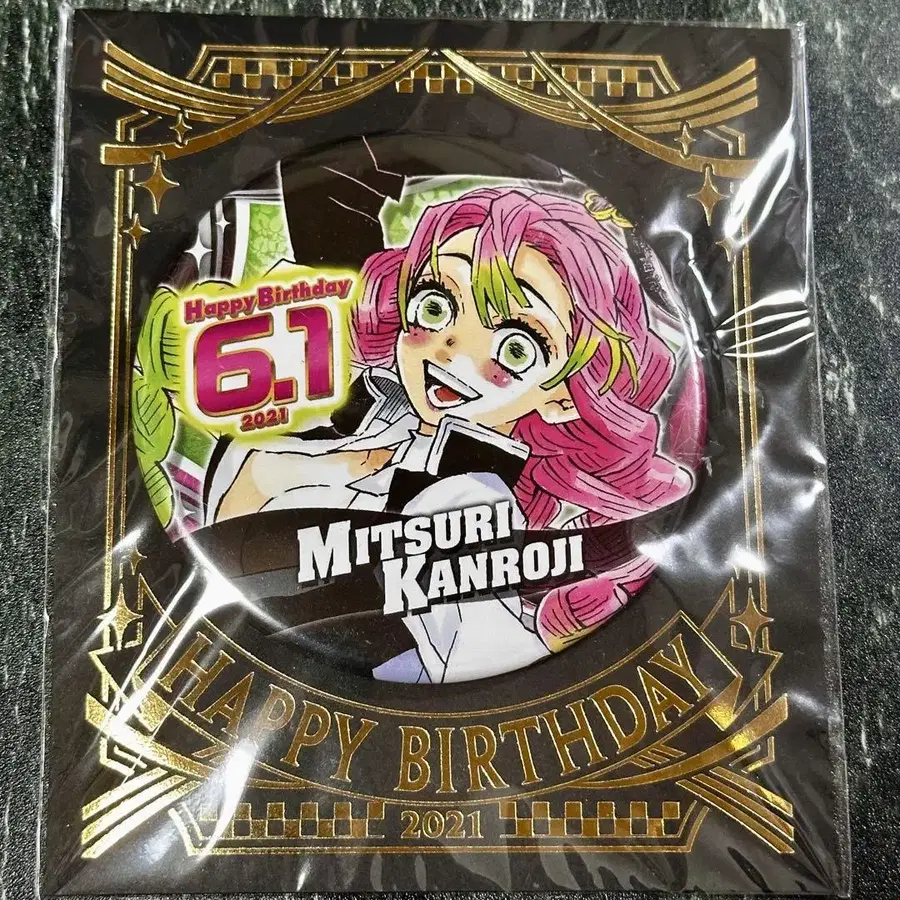 Happy Birthday
6.1
2021
MITSURI
KANROJI
HAPPY BIRTHDAY
2021